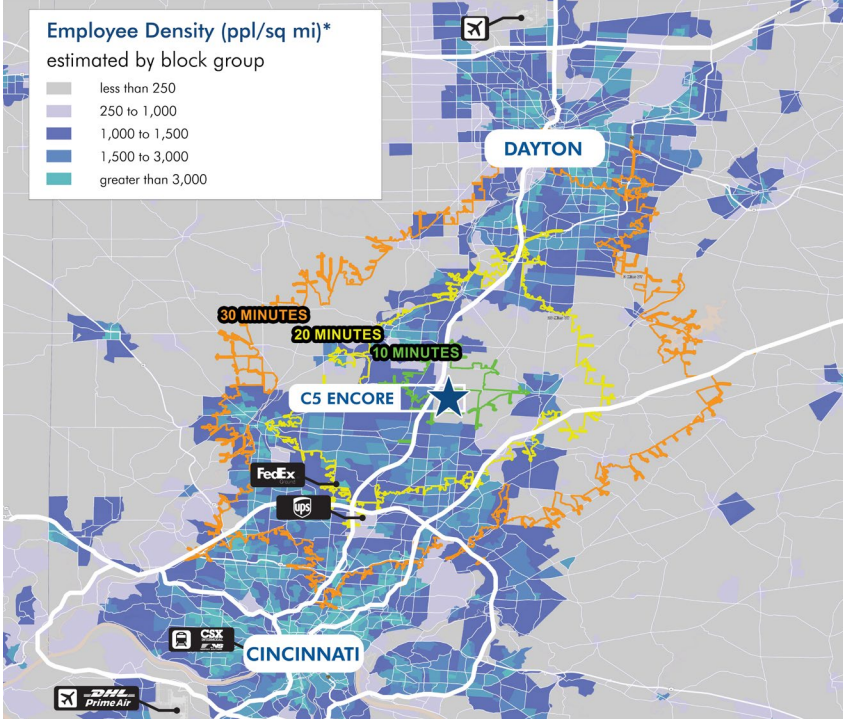 Employee Density (ppl/sq mi)*
estimated by block group
less than 250
250 to 1,000
1,000 to 1,500
1,500 to 3,000
greater than 3,000
DAYTON
30 MINUTES
20 MINUTES
10 MINUTES
C5 ENCORE
FedEx
Ground
ups
CSX
NS
CINCINNATI
DHL
Prime Air